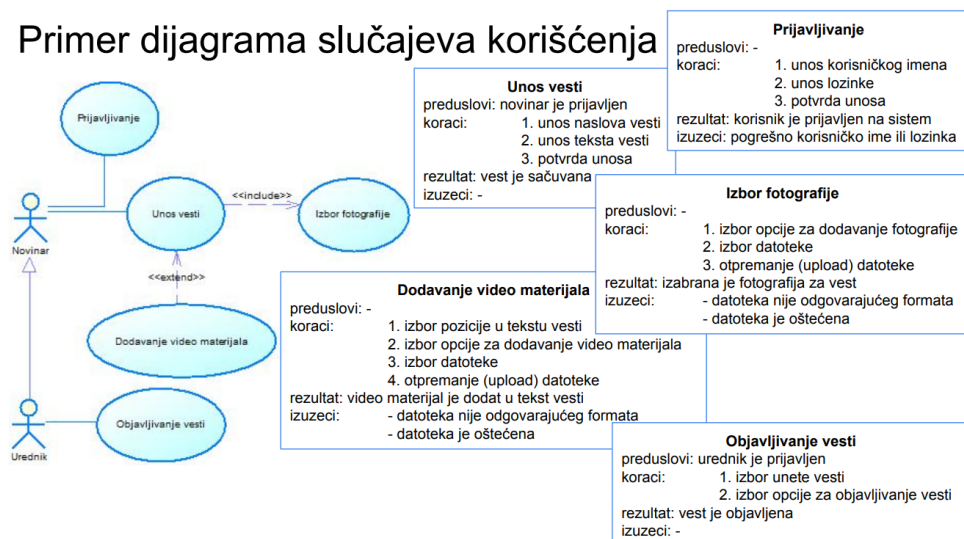 Primer dijagrama slučajeva korišćenja
Prijavljivanje
Novinar
Unos vesti
<<include>>
Izbor fotografije
<<extend>>
Dodavanje video materijala
Urednik
Objavljivanje vesti
Prijavljivanje
preduslovi: -
koraci: 1. unos korisničkog imena
2. unos lozinke
3. potvrda unosa
rezultat: korisnik je prijavljen na sistem
izuzeci: pogrešno korisničko ime ili lozinka
Unos vesti
preduslovi: novinar je prijavljen
koraci: 1. unos naslova vesti
2. unos teksta vesti
3. potvrda unosa
rezultat: vest je sačuvana
izuzeci: -
Izbor fotografije
preduslovi: -
koraci: 1. izbor opcije za dodavanje fotografije
2. izbor datoteke
3. otpremanje (upload) datoteke
rezultat: izabrana je fotografija za vest
izuzeci: - datoteka nije odgovarajućeg formata
- datoteka je oštećena
Dodavanje video materijala
preduslovi: -
koraci: 1. izbor pozicije u tekstu vesti
2. izbor opcije za dodavanje video materijala
3. izbor datoteke
4. otpremanje (upload) datoteke
rezultat: video materijal je dodat u tekst vesti
izuzeci: - datoteka nije odgovarajućeg formata
- datoteka je oštećena
Objavljivanje vesti
preduslovi: urednik je prijavljen
koraci: 1. izbor unete vesti
2. izbor opcije za objavljivanje vesti
rezultat: vest je objavljena
izuzeci: -